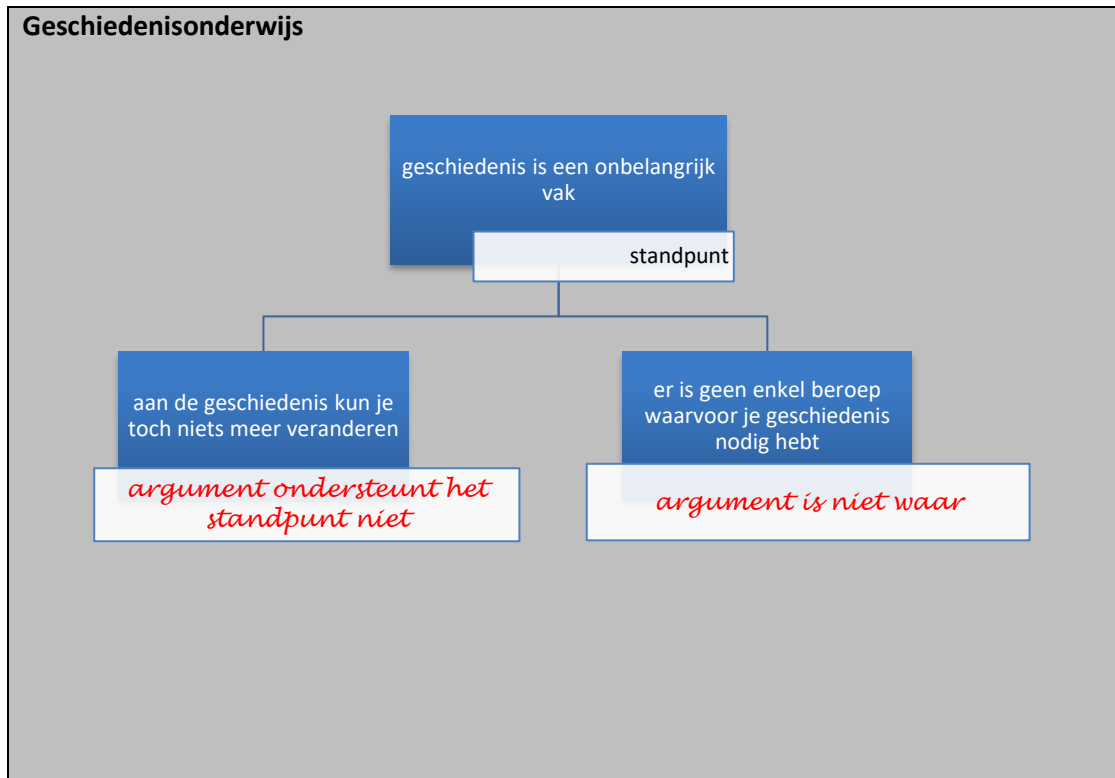 Geschiedenisonderwijs
geschiedenis is een onbelangrijk
vak
standpunt
aan de geschiedenis kun je
toch niets meer veranderen
argument ondersteunt het
standpunt niet
er is geen enkel beroep
waarvoor je geschiedenis
nodig hebt
argument is niet waar